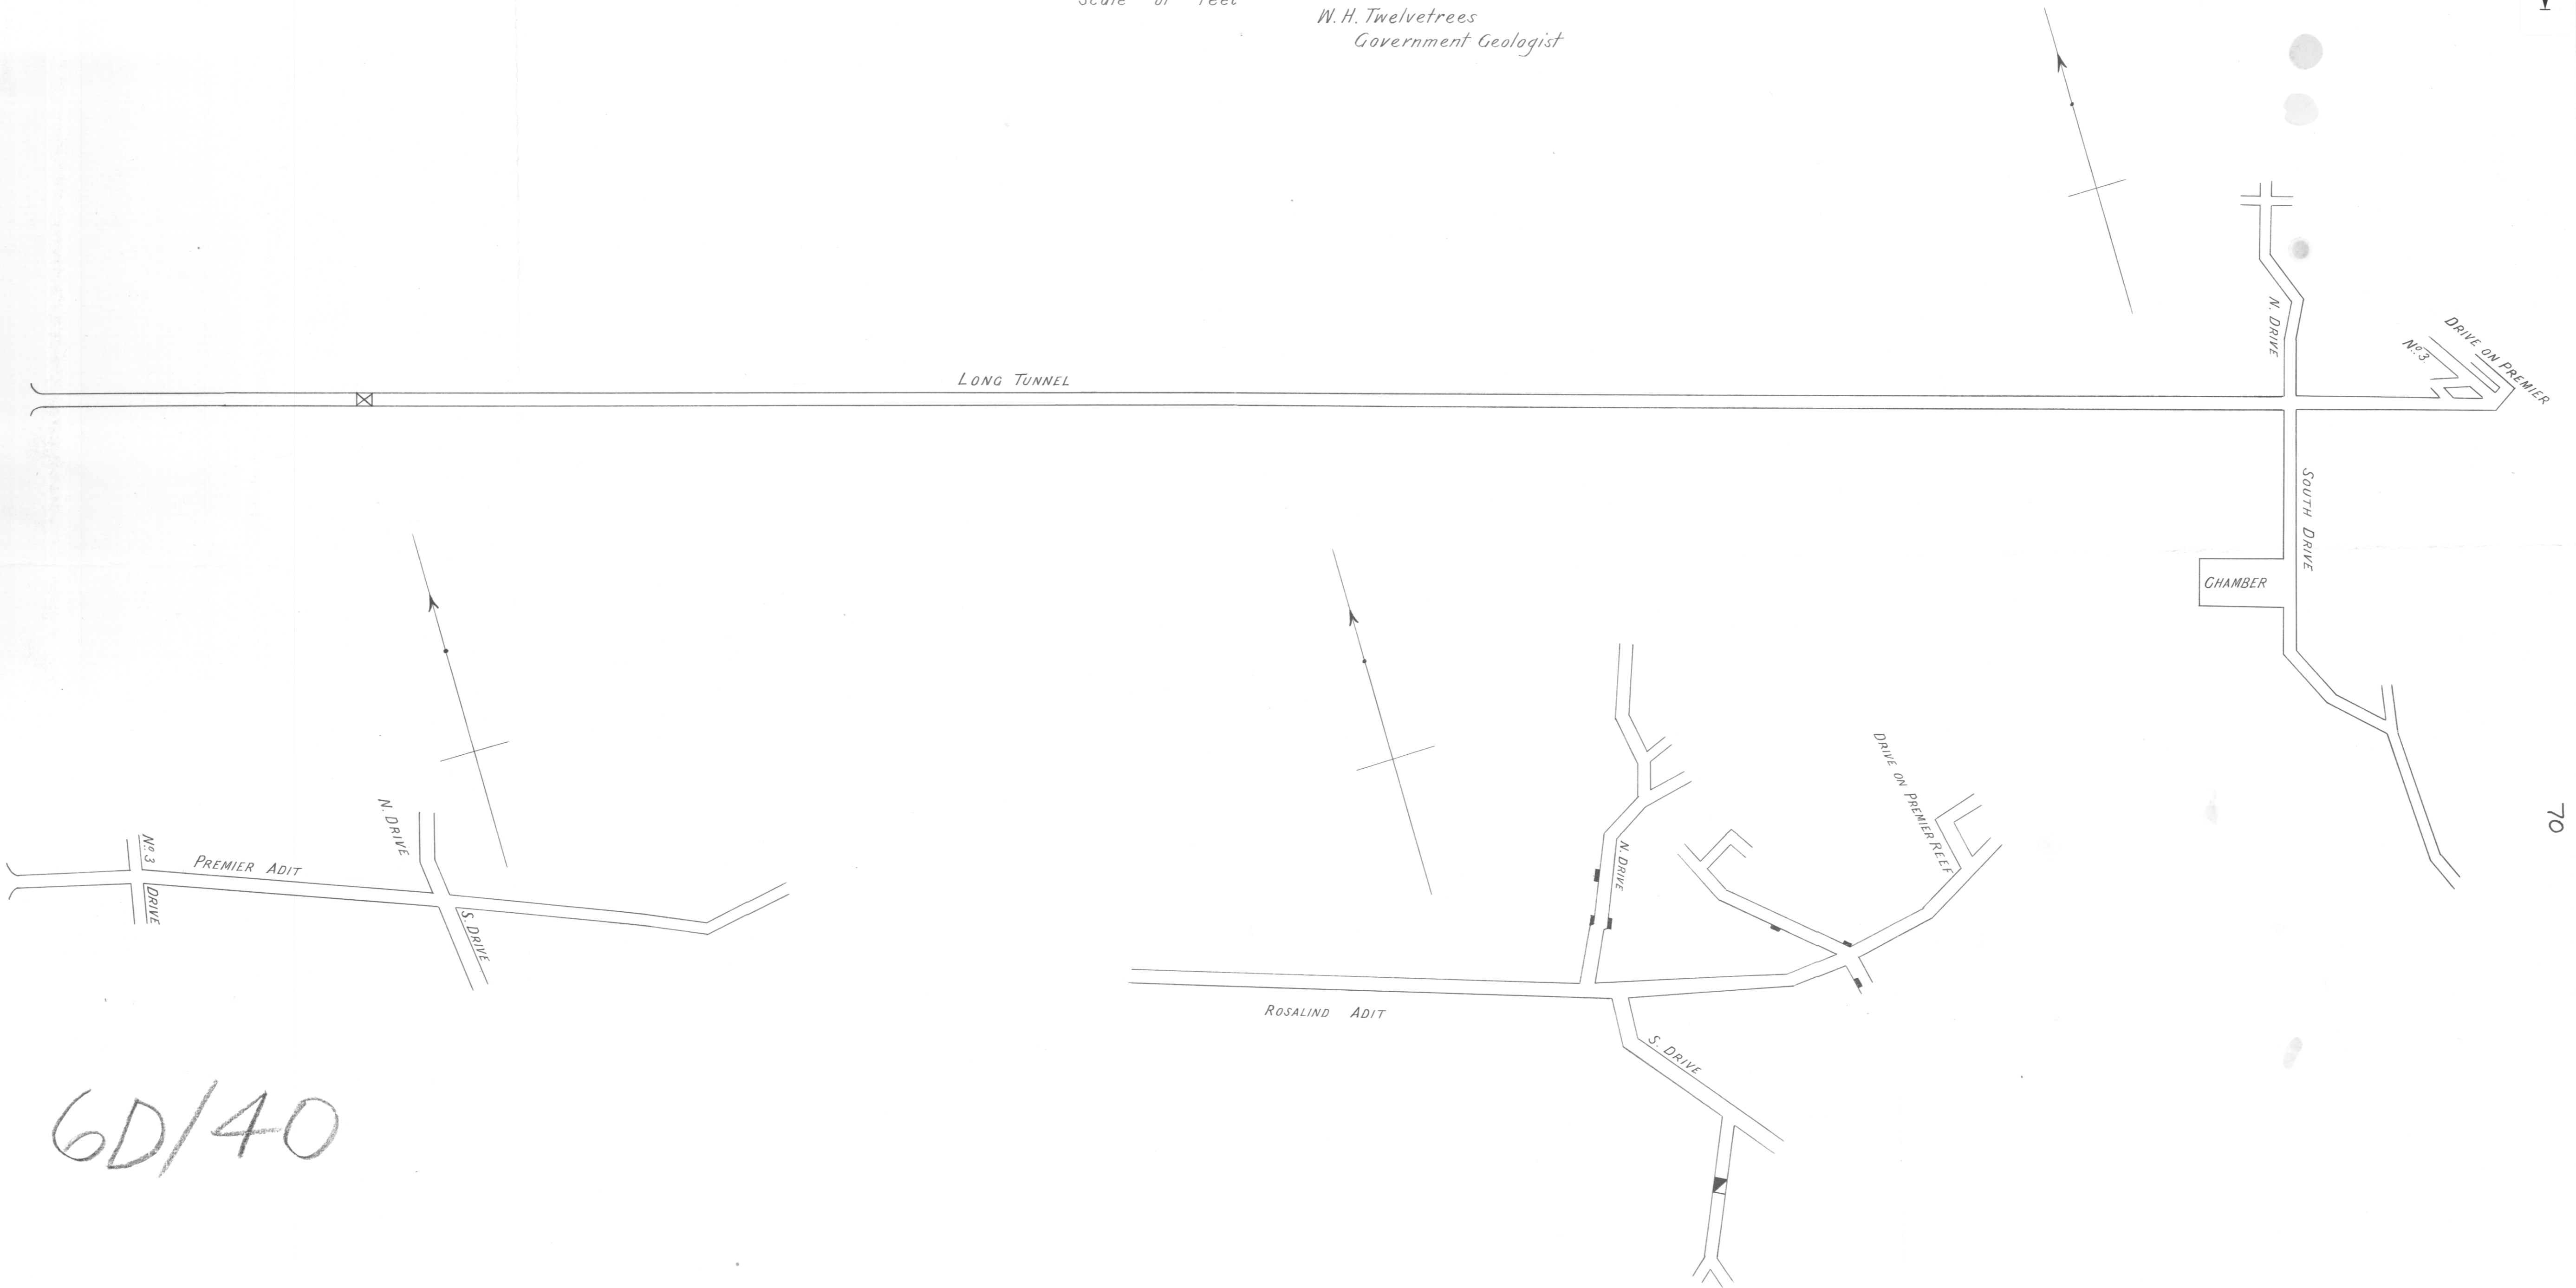 Scale of Feet
W. H. Twelvetrees
Government Geologist
N. DRIVE
DRIVE ON PREMIER
Nº. 3
LONG TUNNEL
SOUTH DRIVE
CHAMBER
70
N. DRIVE
Nº. 3 DRIVE
PREMIER ADIT
S. DRIVE
DRIVE ON PREMIER REEF
N. DRIVE
ROSALIND ADIT
S. DRIVE
6D/40